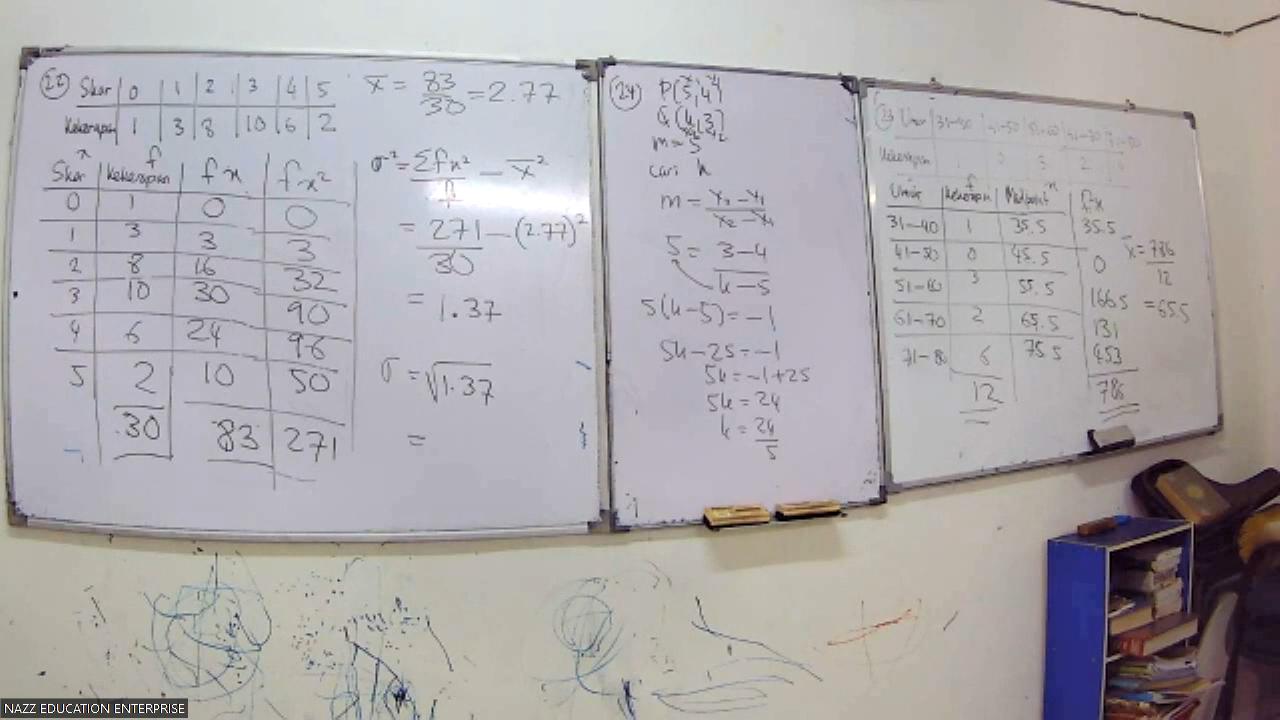 22
Skor 0 1 2 3 4 5
Kekerapan 1 3 8 10 6 2
x f
Skor Kekerapan fx fx²
0 1 0 0
1 3 3 3
2 8 16 32
3 10 30 90
4 6 24 96
5 2 10 50
30 83 271
x̄ = 83/30 = 2.77
σ² = Σfx²/n − x̄²
= 271/30 − (2.77)²
= 1.37
σ = √1.37
=
24
P(5,4)
Q(k,3)
m = 5
cari k
m = y₂ − y₁ / x₂ − x₁
5 = 3 − 4 / k − 5
5(k − 5) = −1
5k − 25 = −1
5k = −1 + 25
5k = 24
k = 24/5
23 Umur 31−40 41−50 51−60 61−70 71−80
Kekerapan 1 0 3 2 6
f x
Umur Kekerapan Midpoint
31−40 1 35.5 35.5
41−50 0 45.5 0
51−60 3 55.5 166.5
61−70 2 65.5 131
71−80 6 75.5 453
12 786
x̄ = 786/12
= 65.5
NAZZ EDUCATION ENTERPRISE